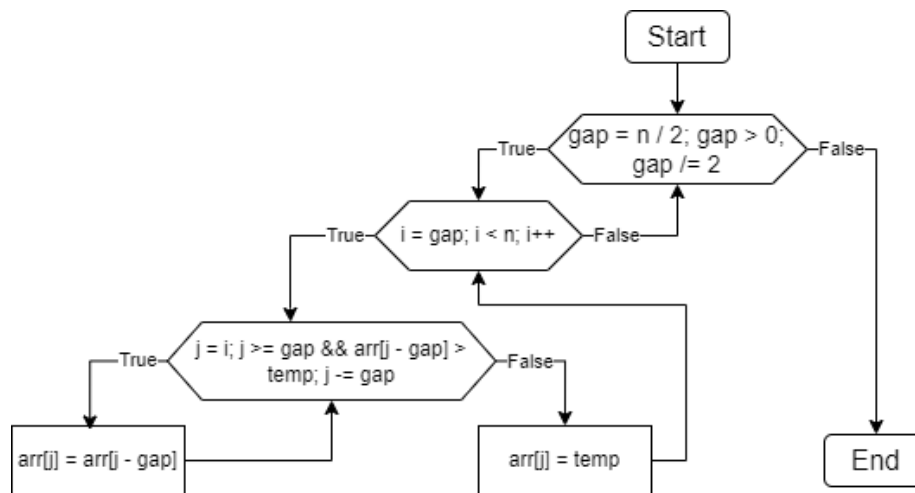 Start
gap = n / 2; gap > 0;
gap /= 2
True
False
i = gap; i < n; i++
True
False
j = i; j >= gap && arr[j - gap] >
temp; j -= gap
True
False
arr[j] = arr[j - gap]
arr[j] = temp
End